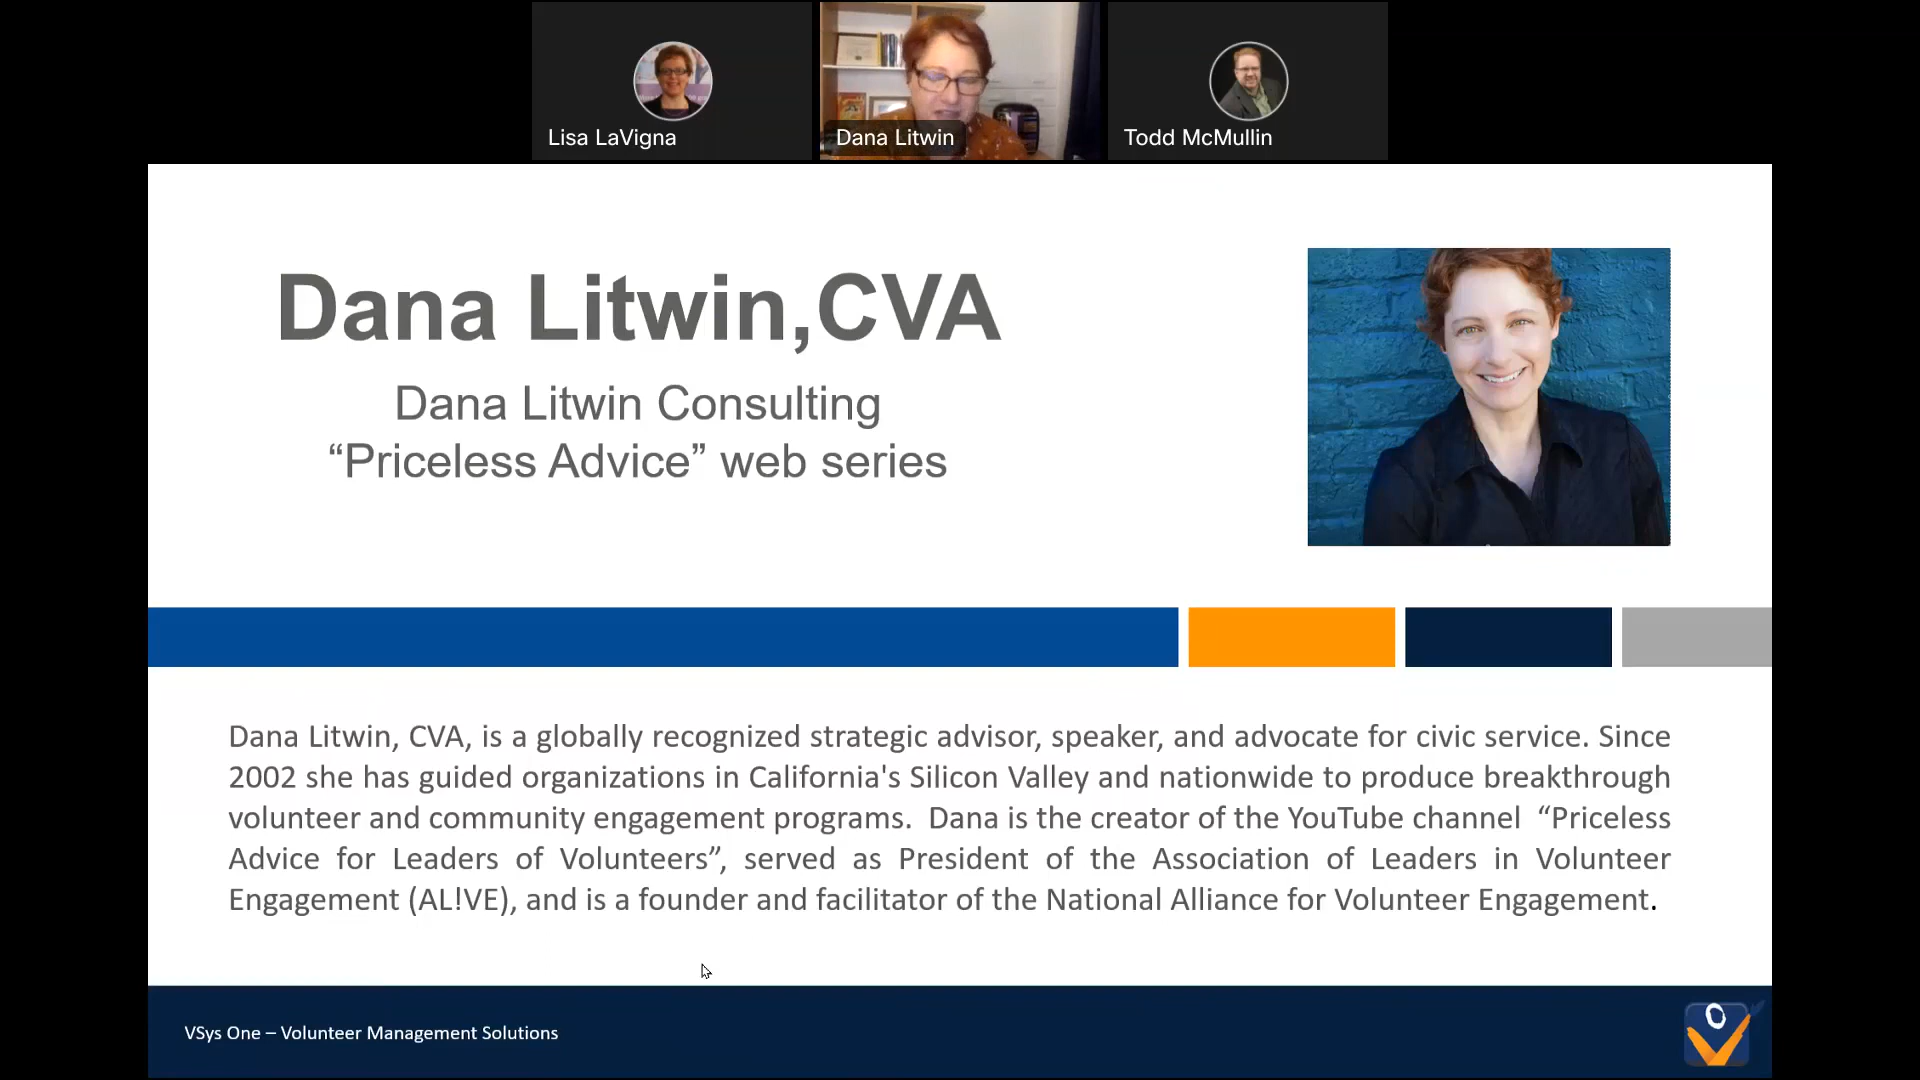 Lisa LaVigna
Dana Litwin
Todd McMullin
Dana Litwin,CVA
Dana Litwin Consulting
“Priceless Advice” web series
Dana Litwin, CVA, is a globally recognized strategic advisor, speaker, and advocate for civic service. Since
2002 she has guided organizations in California's Silicon Valley and nationwide to produce breakthrough
volunteer and community engagement programs.  Dana is the creator of the YouTube channel  “Priceless
Advice for Leaders of Volunteers”, served as President of the Association of Leaders in Volunteer
Engagement (AL!VE), and is a founder and facilitator of the National Alliance for Volunteer Engagement.
VSys One – Volunteer Management Solutions